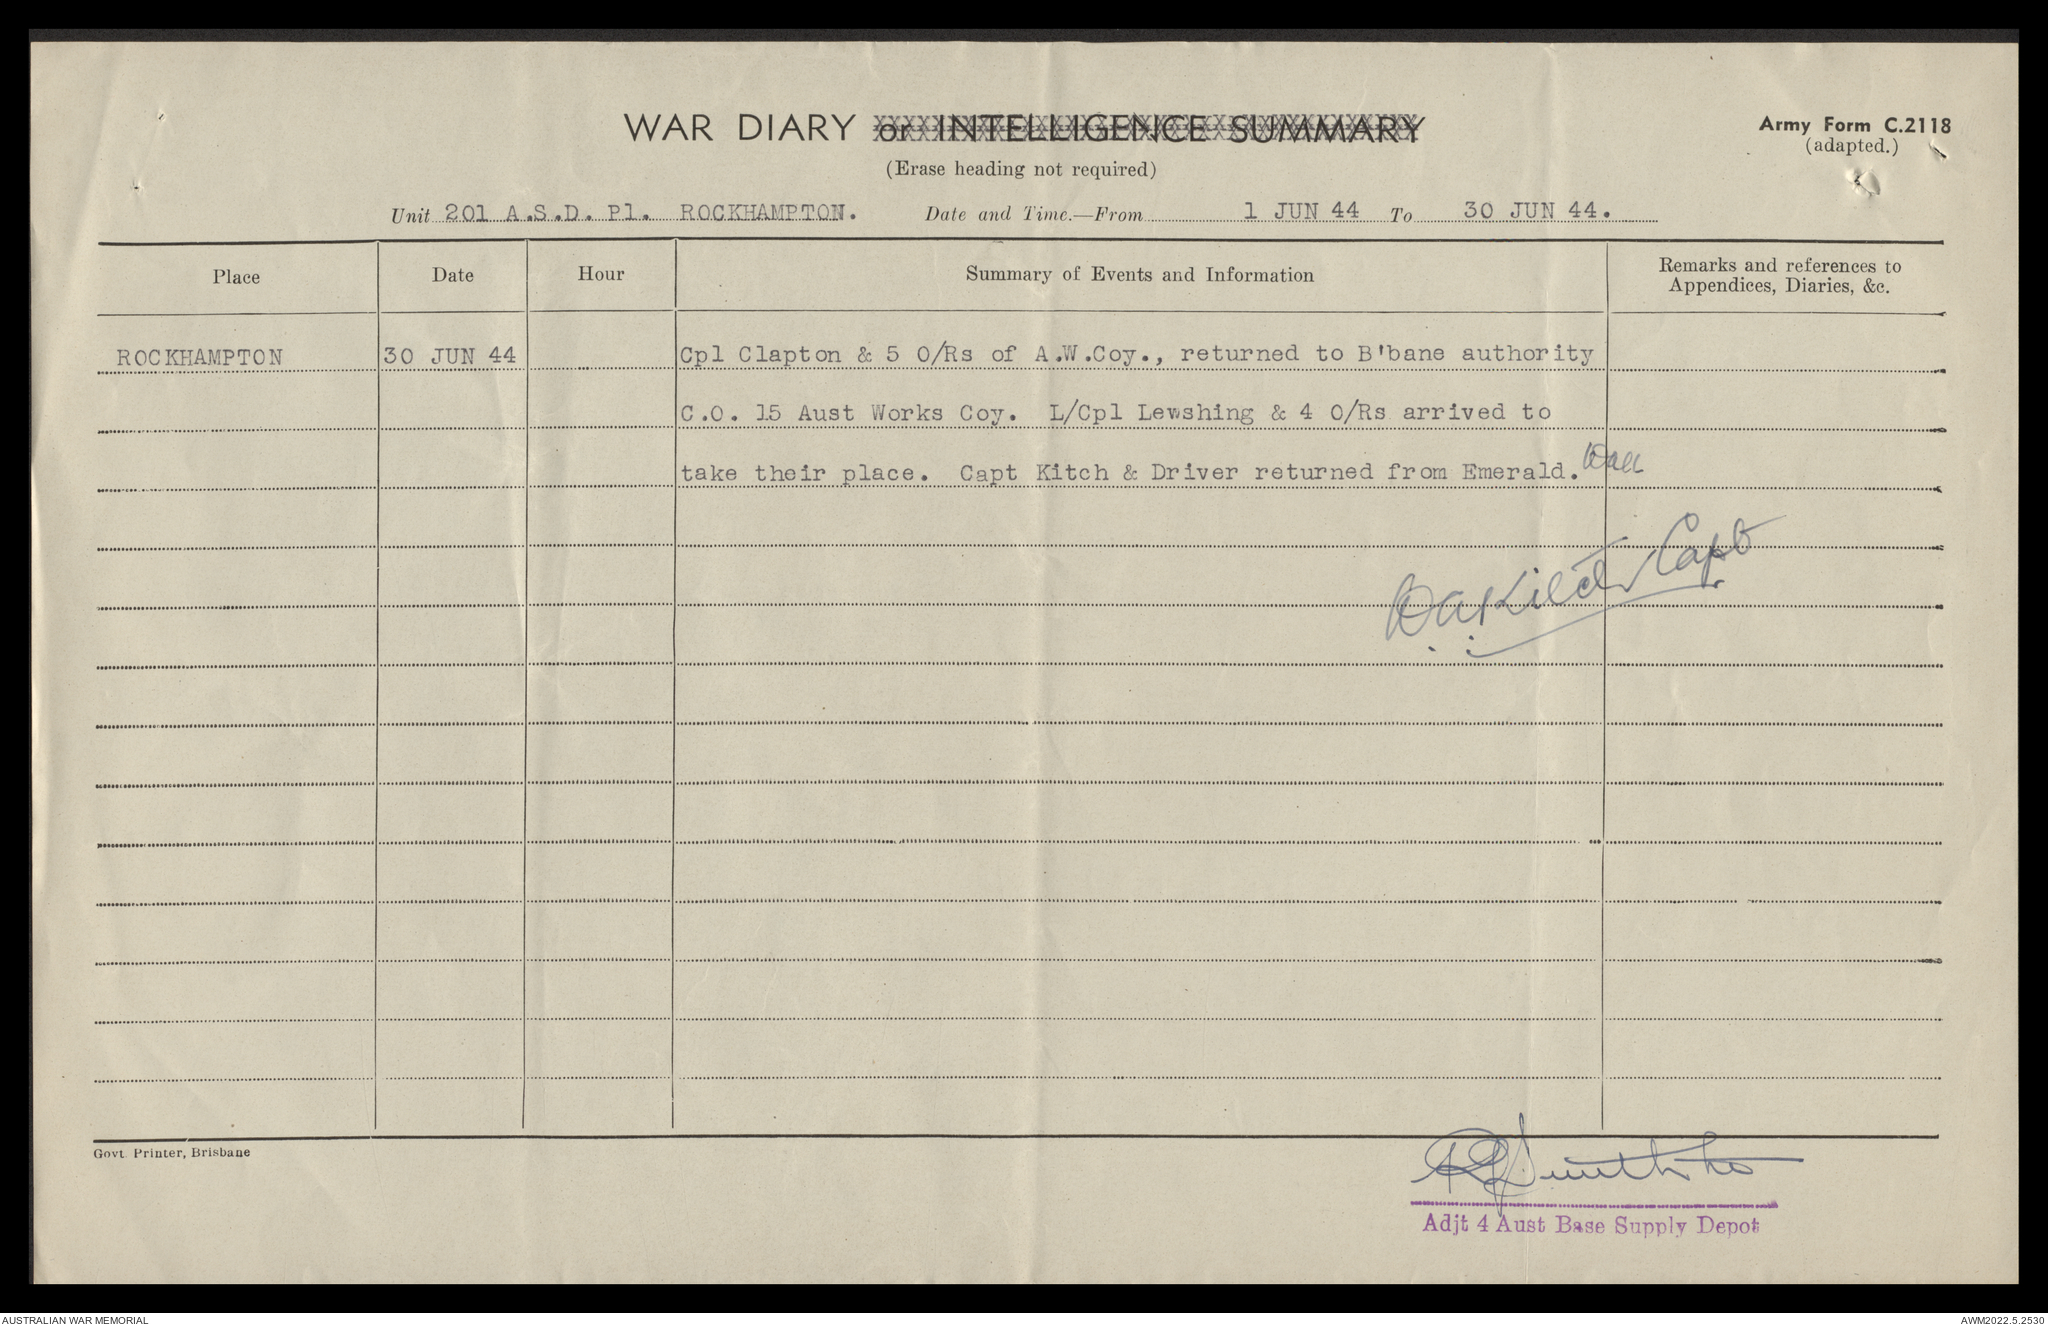 WAR DIARY or INTELLIGENCE SUMMARY
Army Form C.2118
(adapted.)
(Erase heading not required)
Unit 201 A.S.D. Pl. ROCKHAMPTON. Date and Time.—From 1 JUN 44 To 30 JUN 44.
Place Date Hour Summary of Events and Information Remarks and references to
Appendices, Diaries, &c.
ROCKHAMPTON 30 JUN 44 Cpl Clapton & 5 O/Rs of A.W.Coy., returned to B'bane authority
C.O. 15 Aust Works Coy. L/Cpl Lewshing & 4 O/Rs arrived to
take their place. Capt Kitch & Driver returned from Emerald.
Capt
Govt. Printer, Brisbane
Adjt 4 Aust Base Supply Depot
AUSTRALIAN WAR MEMORIAL
AWM2022.5.2530